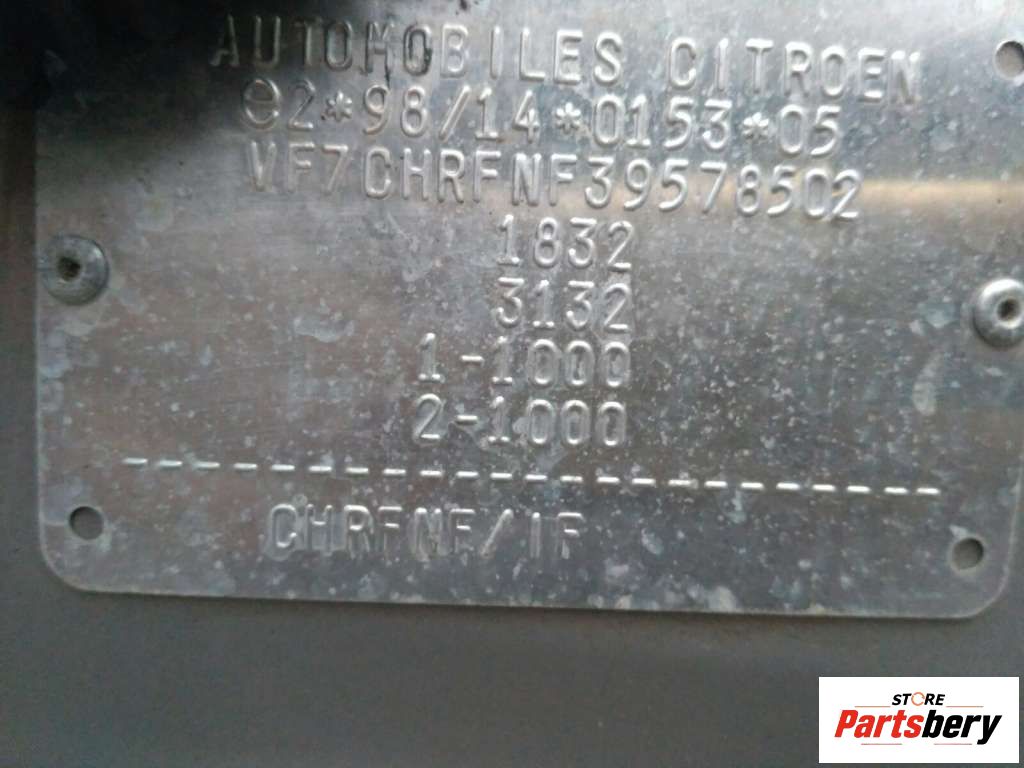 AUTOMOBILES CITROEN
e2*98/14*0153*05
VF7CHRFNF39578502
1832
3132
1-1000
2-1000
------------------------
CHRFNF/IF
STORE
Partsbery